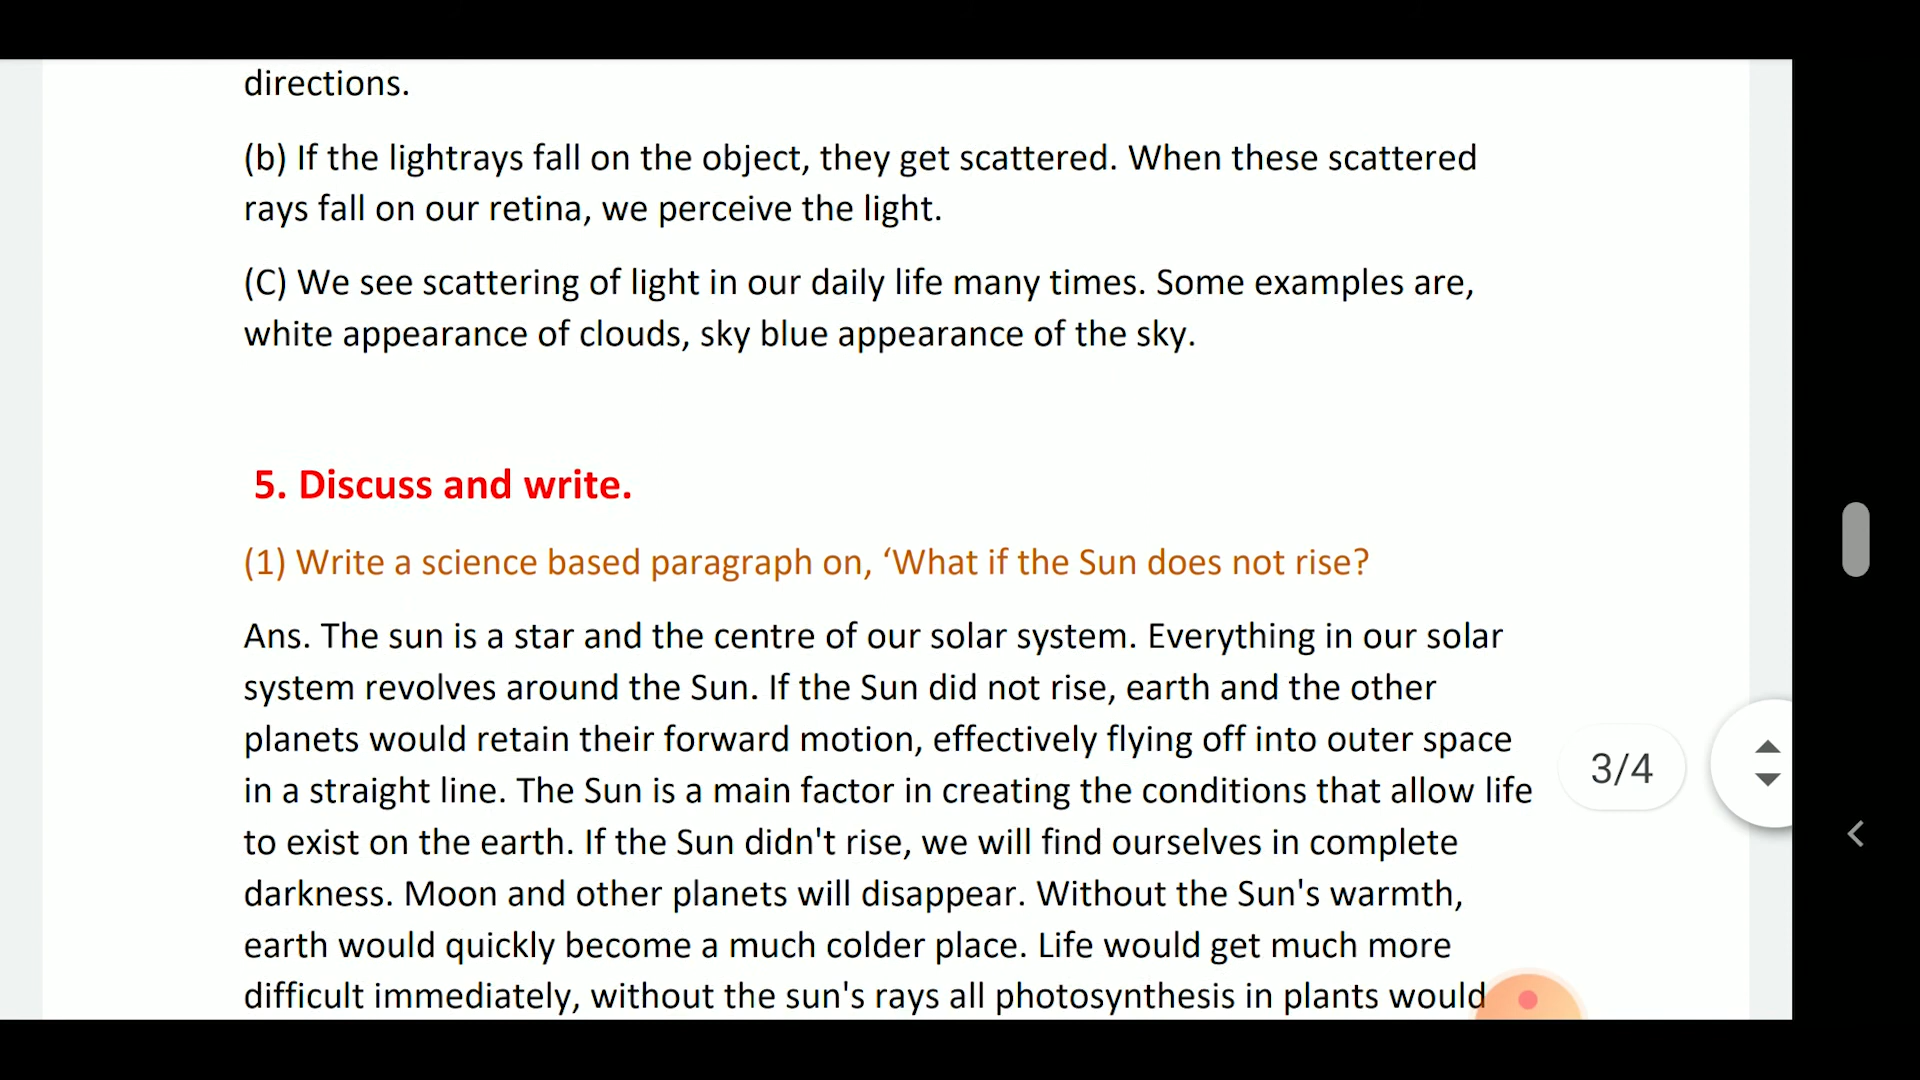 directions.
(b) If the lightrays fall on the object, they get scattered. When these scattered
rays fall on our retina, we perceive the light.
(C) We see scattering of light in our daily life many times. Some examples are,
white appearance of clouds, sky blue appearance of the sky.
5. Discuss and write.
(1) Write a science based paragraph on, ‘What if the Sun does not rise?
Ans. The sun is a star and the centre of our solar system. Everything in our solar
system revolves around the Sun. If the Sun did not rise, earth and the other
planets would retain their forward motion, effectively flying off into outer space
in a straight line. The Sun is a main factor in creating the conditions that allow life
to exist on the earth. If the Sun didn't rise, we will find ourselves in complete
darkness. Moon and other planets will disappear. Without the Sun's warmth,
earth would quickly become a much colder place. Life would get much more
difficult immediately, without the sun's rays all photosynthesis in plants would
3/4